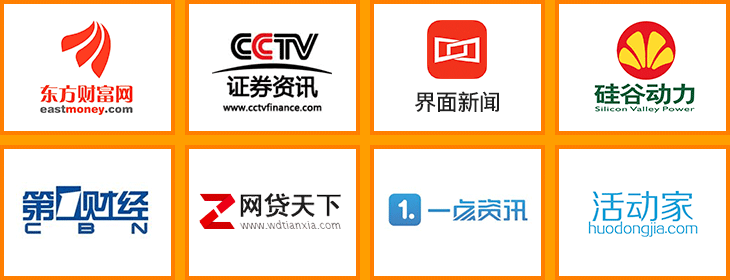 东方财富网
eastmoney.com
CCTV
证券资讯
www.cctvfinance.com
界面新闻
硅谷动力
Silicon Valley Power
第一财经
CBN
网贷天下
www.wdtianxia.com
1.
一点资讯
活动家
huodongjia.com